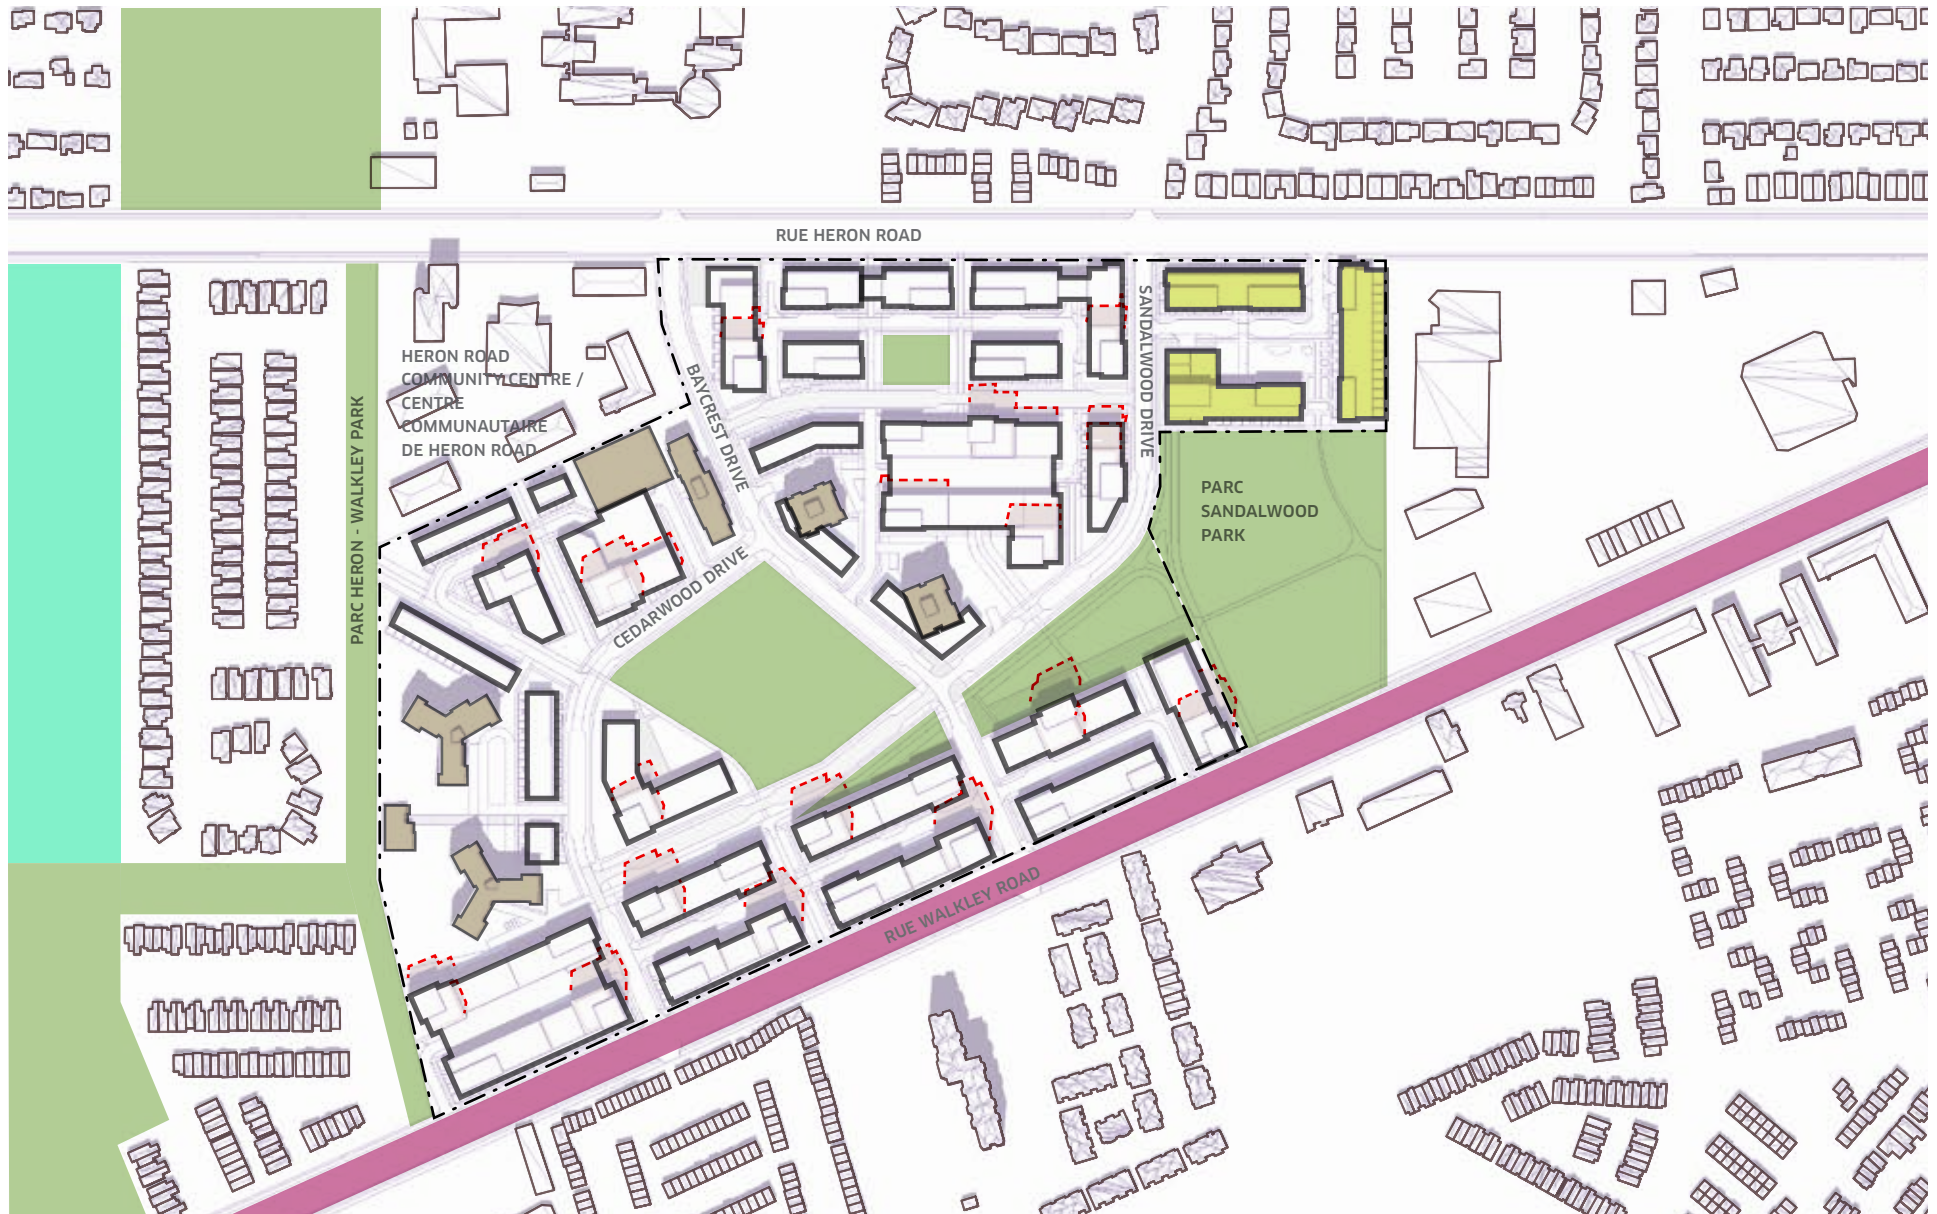 RUE HERON ROAD
SANDALWOOD DRIVE
HERON ROAD
COMMUNITY CENTRE /
CENTRE
COMMUNAUTAIRE
DE HERON ROAD
BAYCREST DRIVE
PARC HERON - WALKLEY PARK
PARC
SANDALWOOD
PARK
CEDARWOOD DRIVE
RUE WALKLEY ROAD